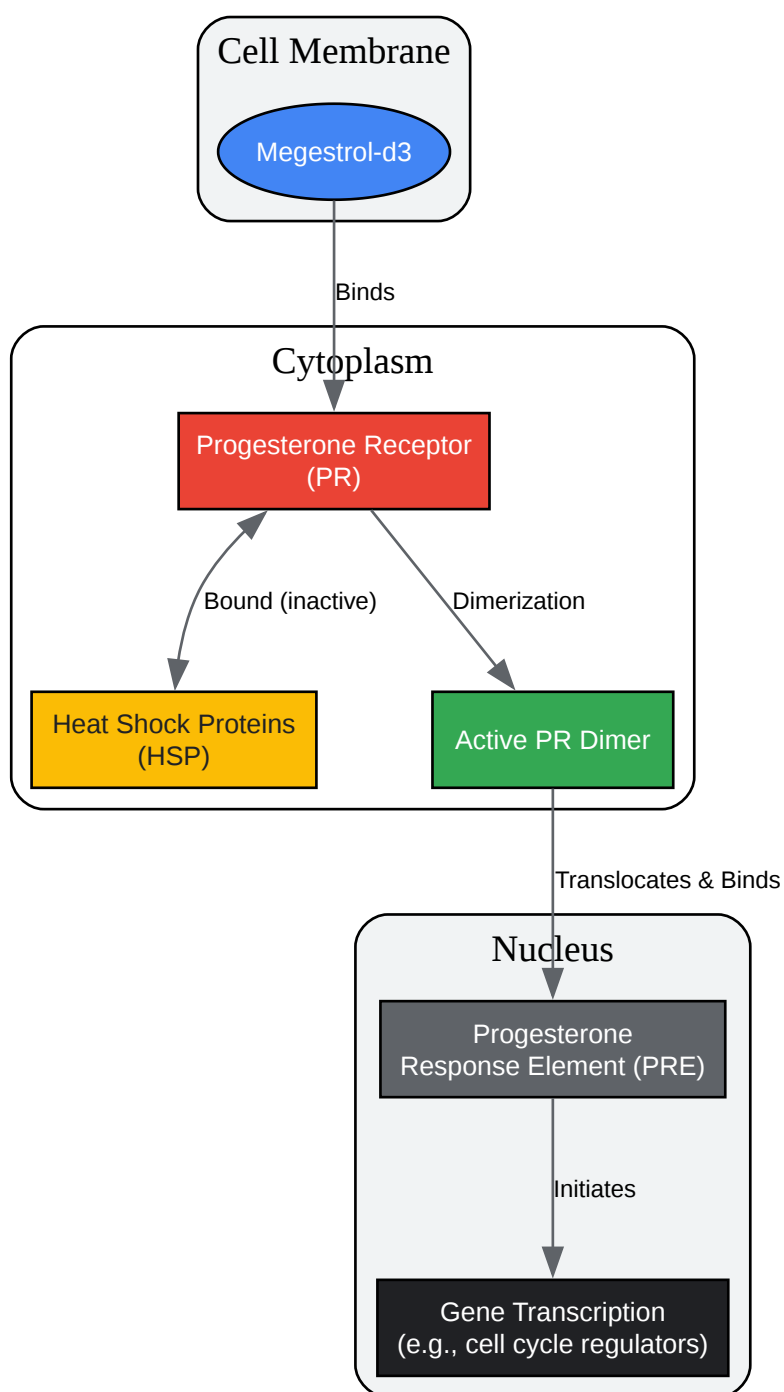 Cell Membrane
Megestrol-d3
Binds
Cytoplasm
Progesterone Receptor
(PR)
Bound (inactive)
Dimerization
Heat Shock Proteins
(HSP)
Active PR Dimer
Translocates & Binds
Nucleus
Progesterone
Response Element (PRE)
Initiates
Gene Transcription
(e.g., cell cycle regulators)